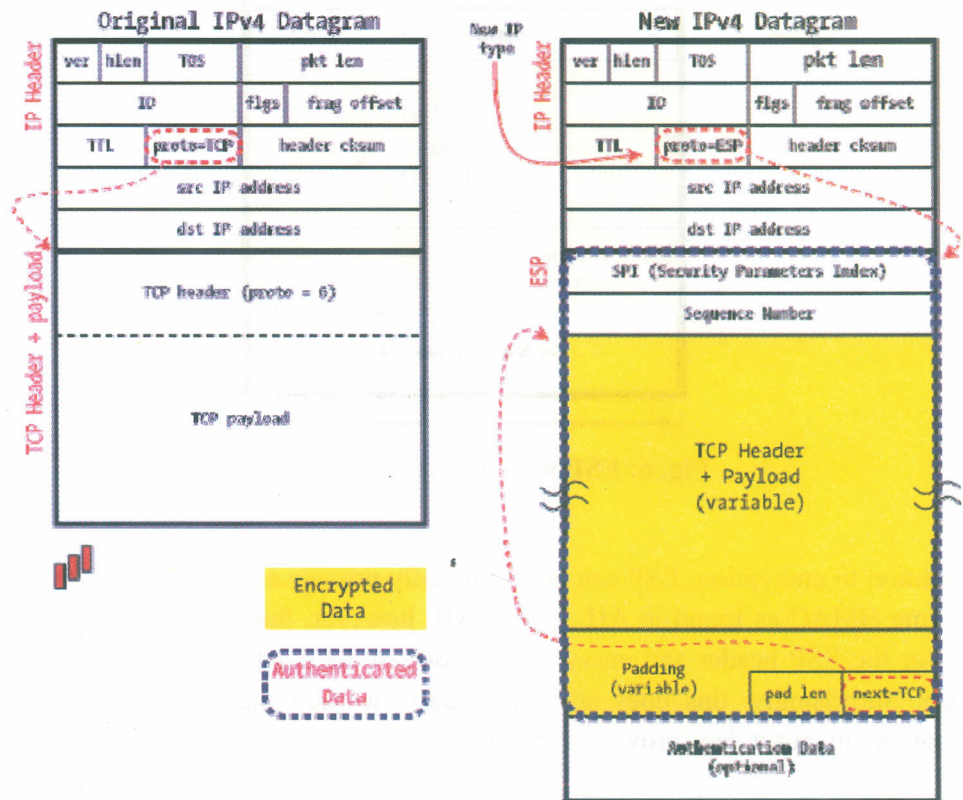 Original IPv4 Datagram
IP Header
ver hlen TOS pkt len
ID flgs frag offset
TTL proto=TCP header cksum
src IP address
dst IP address
TCP Header + payload
TCP header (proto = 6)
TCP payload
Encrypted
Data
Authenticated
Data
New IP
type
New IPv4 Datagram
IP Header
ver hlen TOS pkt len
ID flgs frag offset
TTL proto=ESP header cksum
src IP address
dst IP address
ESP
SPI (Security Parameters Index)
Sequence Number
TCP Header
+ Payload
(variable)
Padding
(variable)
pad len next=TCP
Authentication Data
(optional)